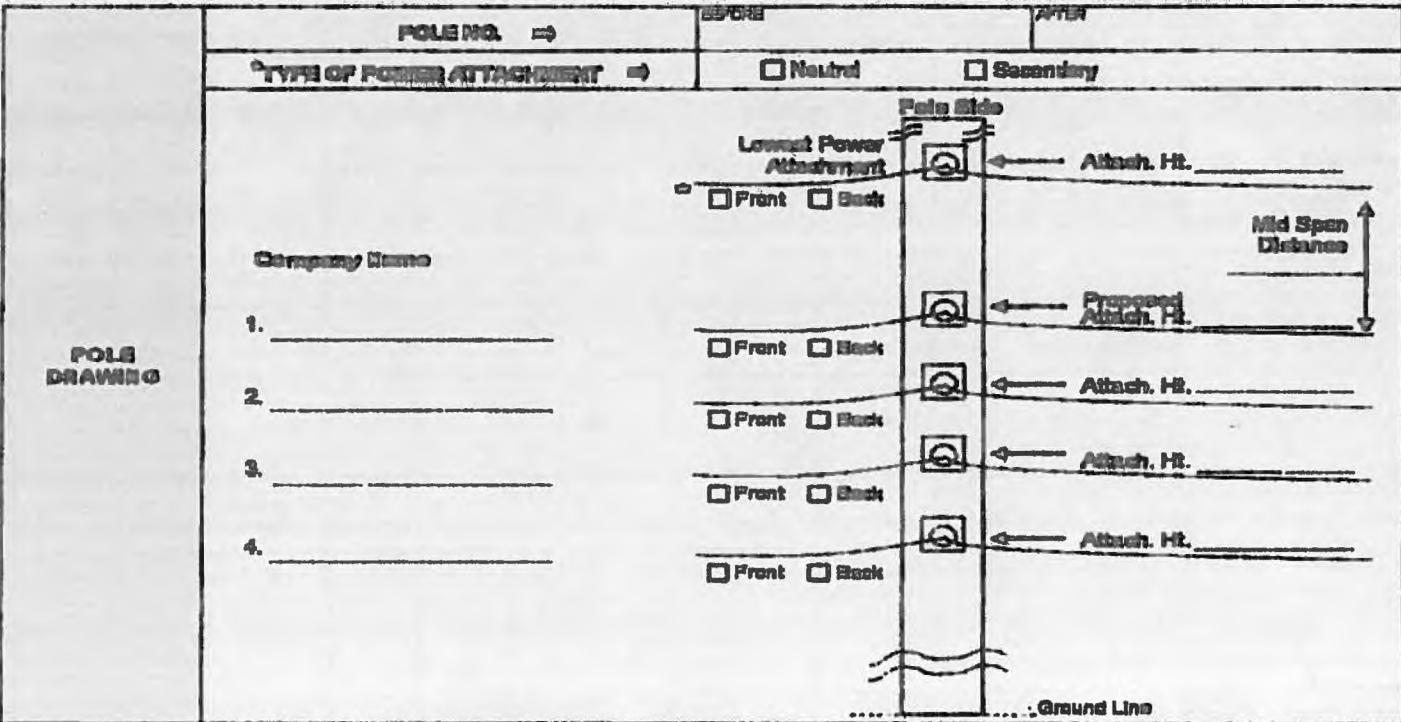 POLE NO. ⇒
BEFORE
AFTER
*TYPE OF POWER ATTACHMENT ⇒
☐ Neutral ☐ Secondary
Pole Side
Lowest Power
Attachment
Attach. Ht.
☐ Front ☐ Back
Mid Span
Distance
Company Name
1.
Proposed
Attach. Ht.
☐ Front ☐ Back
POLE
DRAWING
2.
Attach. Ht.
☐ Front ☐ Back
3.
Attach. Ht.
☐ Front ☐ Back
4.
Attach. Ht.
☐ Front ☐ Back
Ground Line